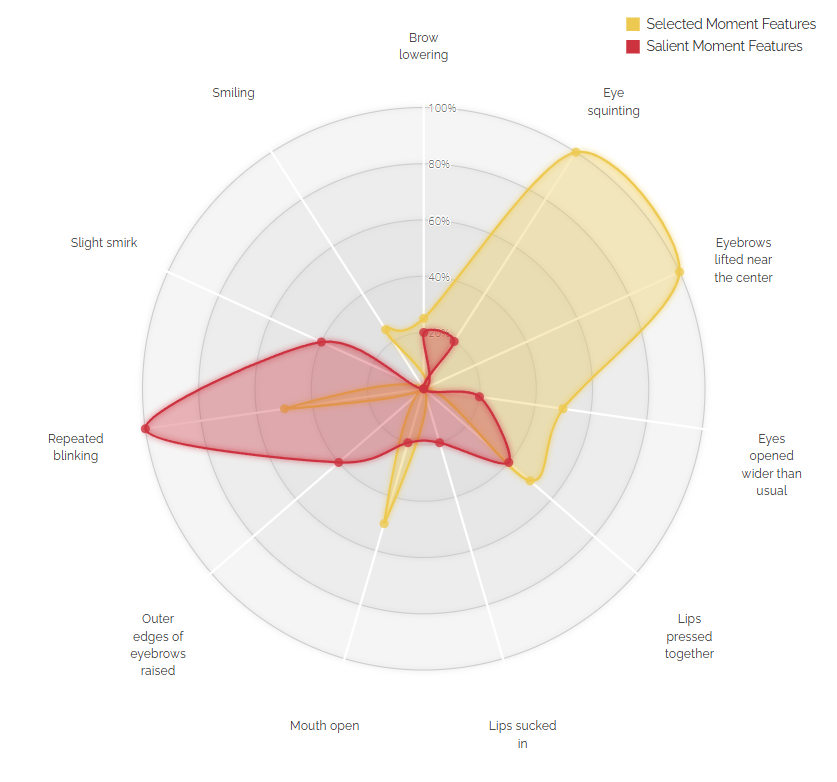 Selected Moment Features
Salient Moment Features
Brow
lowering
Smiling
Eye
squinting
100%
80%
60%
40%
20%
Slight smirk
Eyebrows
lifted near
the center
Repeated
blinking
Eyes
opened
wider than
usual
Outer
edges of
eyebrows
raised
Lips
pressed
together
Mouth open
Lips sucked
in